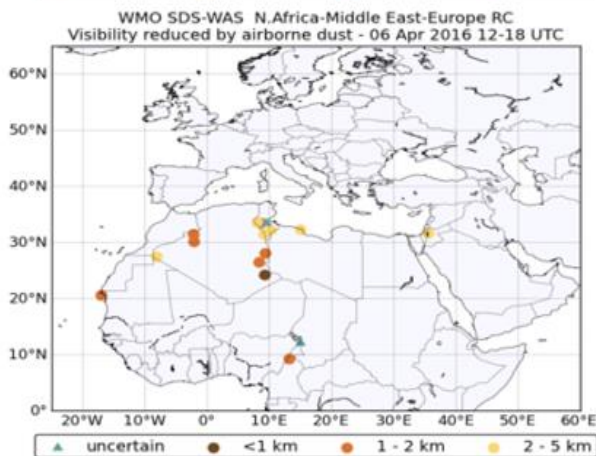 WMO SDS-WAS N.Africa-Middle East-Europe RC
Visibility reduced by airborne dust - 06 Apr 2016 12-18 UTC
60°N
50°N
40°N
30°N
20°N
10°N
0°
20°W 10°W 0° 10°E 20°E 30°E 40°E 50°E 60°E
uncertain <1 km 1 - 2 km 2 - 5 km